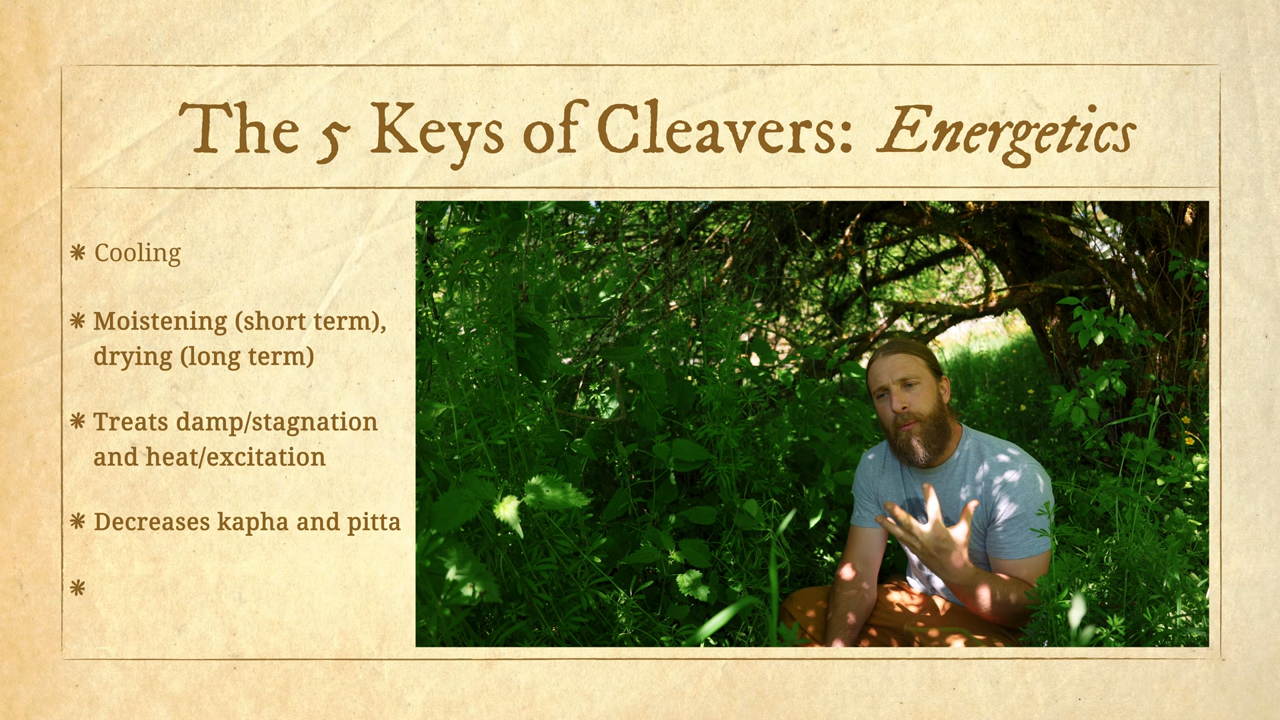 The 5 Keys of Cleavers: Energetics
* Cooling
* Moistening (short term),
drying (long term)
* Treats damp/stagnation
and heat/excitation
* Decreases kapha and pitta
*